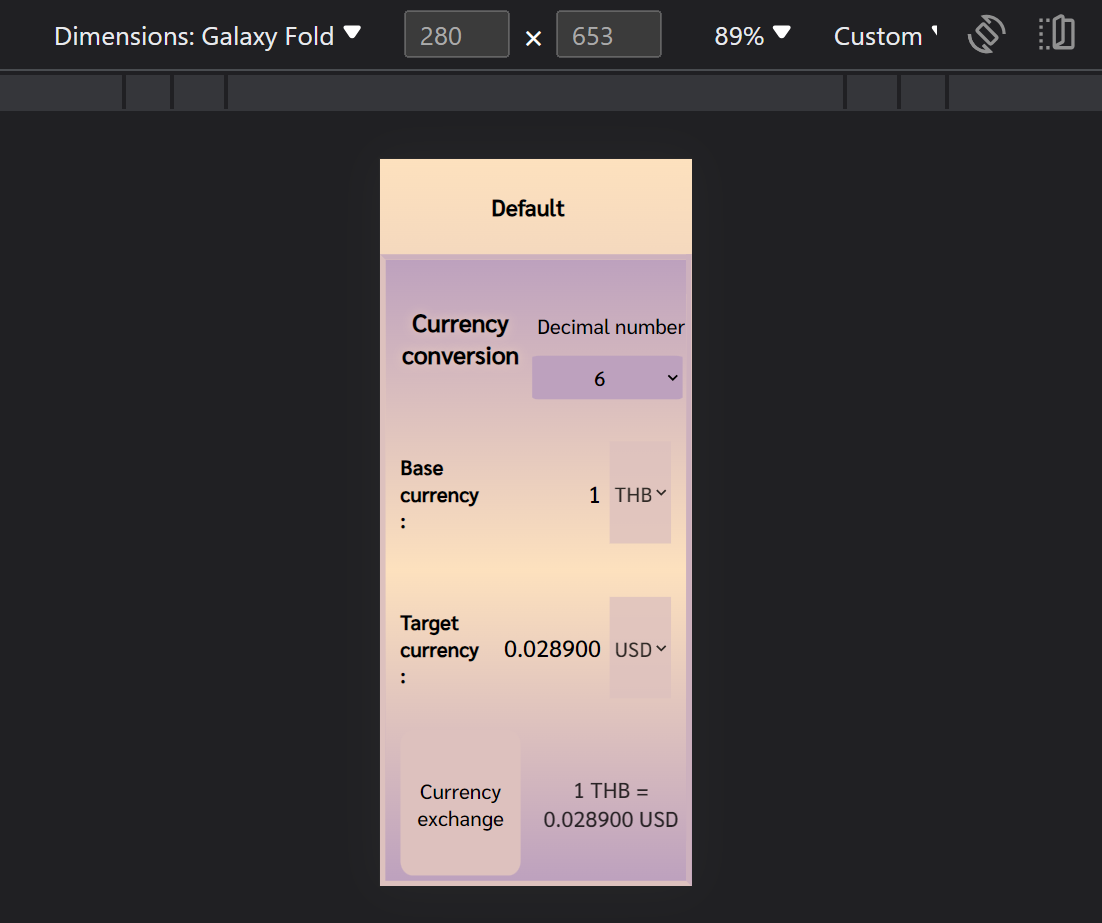 Dimensions: Galaxy Fold 280 × 653 89% Custom
Default
Currency
conversion
Decimal number
6
Base
currency
:
1 THB
Target
currency
:
0.028900 USD
Currency
exchange
1 THB =
0.028900 USD